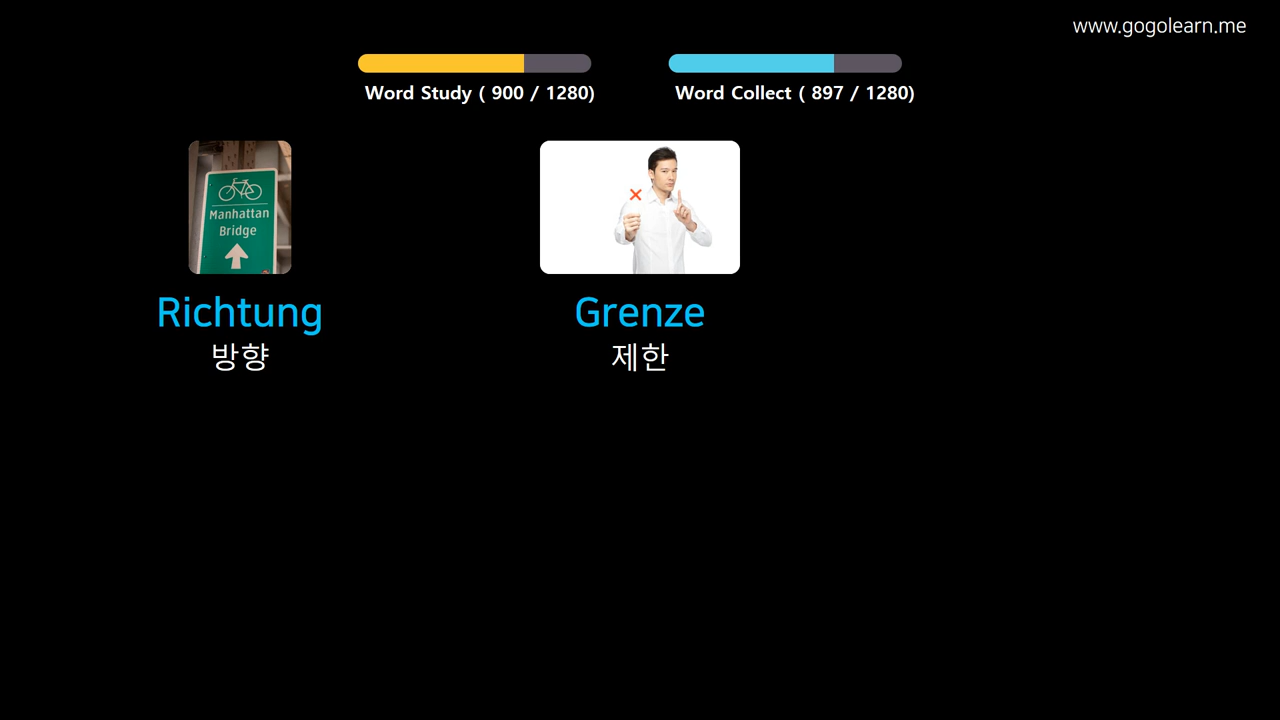 www.gogolearn.me
Word Study ( 900 / 1280)
Word Collect ( 897 / 1280)
Manhattan
Bridge
Richtung
방향
Grenze
제한